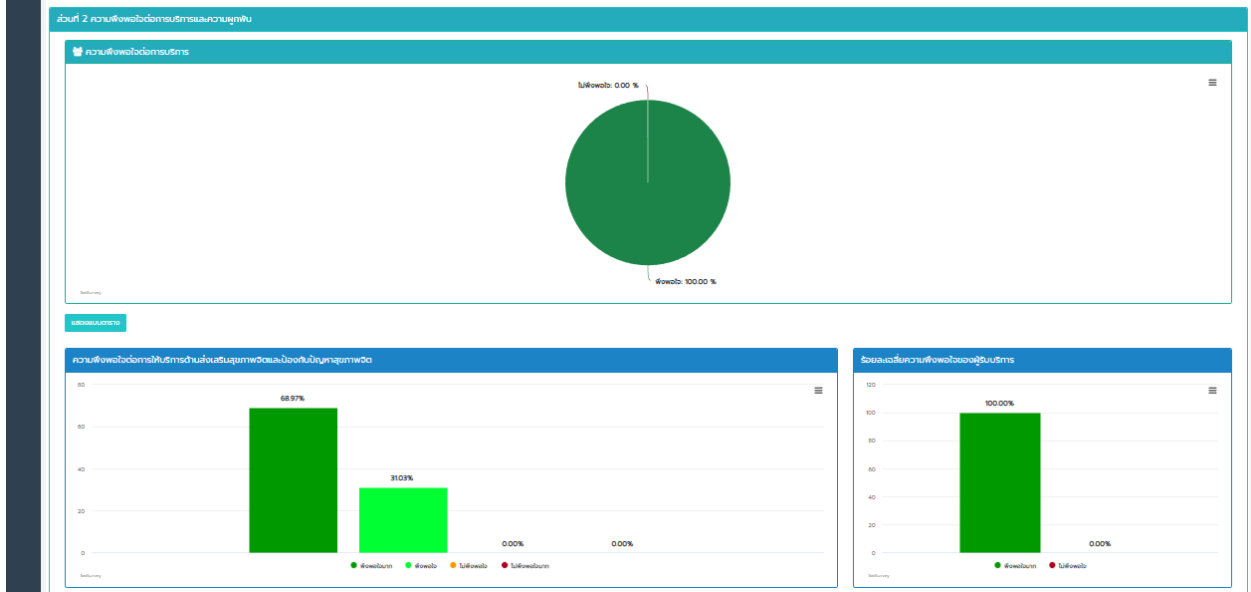 ส่วนที่ 2 ความพึงพอใจต่อการบริการและความผูกพัน
ความพึงพอใจต่อการบริการ
ไม่พึงพอใจ: 0.00 %
พึงพอใจ: 100.00 %
แสดงแบบตาราง
ความพึงพอใจต่อการให้บริการด้านส่งเสริมสุขภาพจิตและป้องกันปัญหาสุขภาพจิต
80
60
40
20
0
68.97%
31.03%
0.00%
0.00%
พึงพอใจมาก พึงพอใจ ไม่พึงพอใจ ไม่พึงพอใจมาก
ร้อยละเฉลี่ยความพึงพอใจของผู้รับบริการ
120
100
80
60
40
20
0
100.00%
0.00%
พึงพอใจมาก ไม่พึงพอใจ